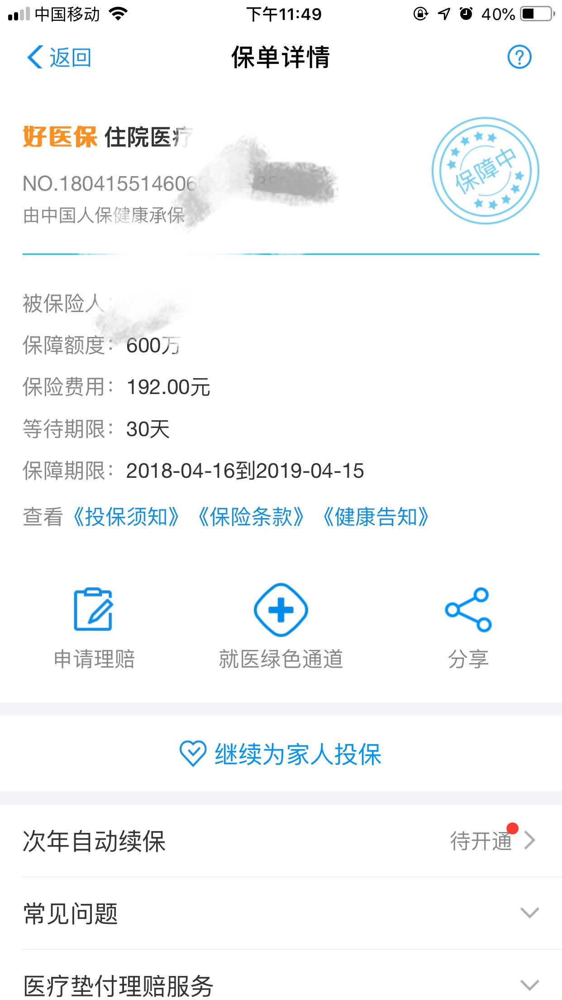 中国移动 下午11:49 40%
返回 保单详情
好医保 住院医疗
保障中
NO.180415514606
由中国人保健康承保
被保险人
保障额度：600万
保险费用：192.00元
等待期限：30天
保障期限：2018-04-16到2019-04-15
查看《投保须知》《保险条款》《健康告知》
申请理赔 就医绿色通道 分享
继续为家人投保
次年自动续保 待开通
常见问题
医疗垫付理赔服务